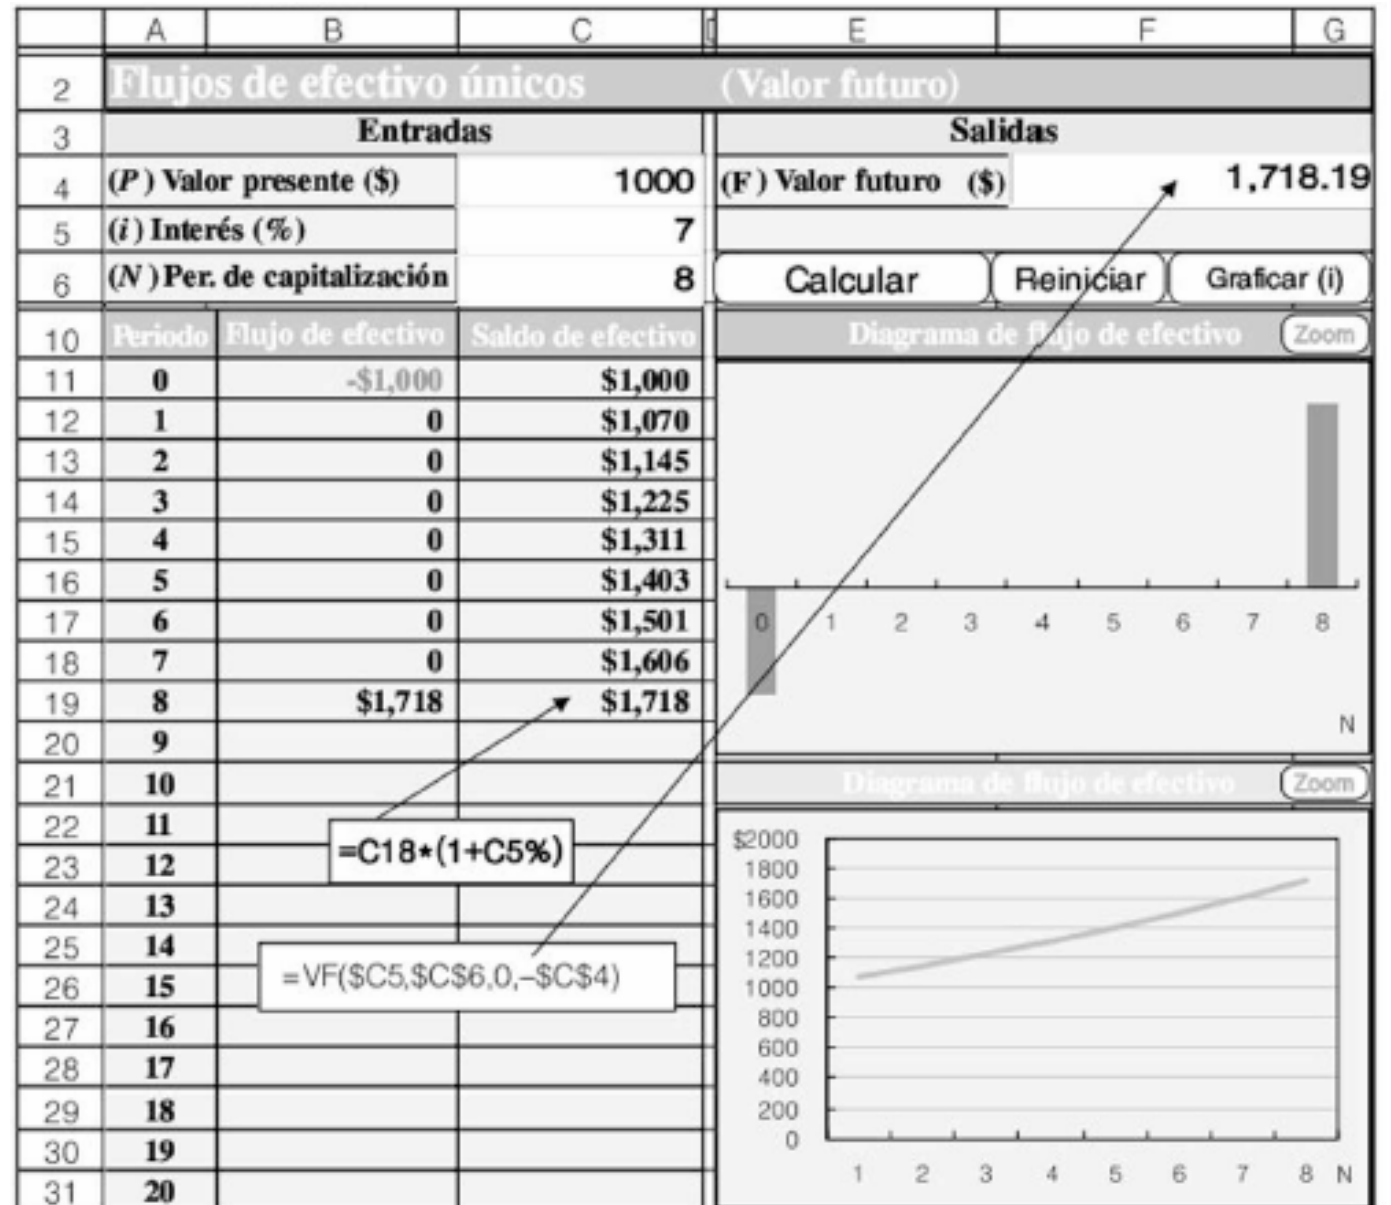 A B C D E F G
2 Flujos de efectivo únicos (Valor futuro)
3 Entradas Salidas
4 (P) Valor presente ($) 1000 (F) Valor futuro ($) 1,718.19
5 (i) Interés (%) 7
6 (N) Per. de capitalización 8 Calcular Reiniciar Graficar (i)
10 Periodo Flujo de efectivo Saldo de efectivo Diagrama de flujo de efectivo Zoom
11 0 -$1,000 $1,000
12 1 0 $1,070
13 2 0 $1,145
14 3 0 $1,225
15 4 0 $1,311
16 5 0 $1,403
17 6 0 $1,501
18 7 0 $1,606
19 8 $1,718 $1,718
0 1 2 3 4 5 6 7 8
N
20 9
21 10
22 11
23 12
=C18*(1+C5%)
24 13
25 14
26 15
=VF($C5,$C$6,0,–$C$4)
27 16
28 17
29 18
30 19
31 20
Diagrama de flujo de efectivo Zoom
$2000
1800
1600
1400
1200
1000
800
600
400
200
0
1 2 3 4 5 6 7 8 N